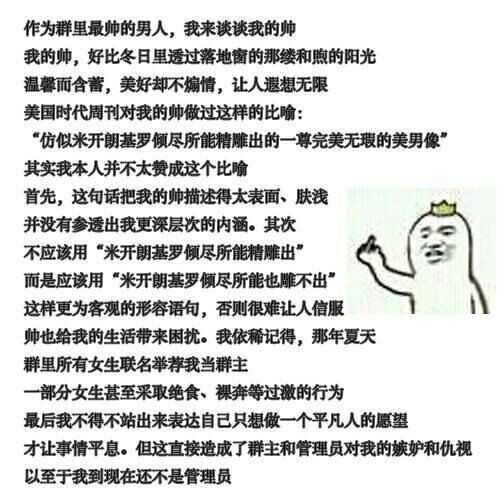 作为群里最帅的男人，我来谈谈我的帅
我的帅，好比冬日里透过落地窗的那缕和煦的阳光
温馨而含蓄，美好却不煽情，让人遐想无限
美国时代周刊对我的帅做过这样的比喻：
“仿似米开朗基罗倾尽所能精雕出的一尊完美无瑕的美男像”
其实我本人并不太赞成这个比喻
首先，这句话把我的帅描述得太表面、肤浅
并没有参透出我更深层次的内涵。其次
不应该用“米开朗基罗倾尽所能精雕出”
而是应该用“米开朗基罗倾尽所能也雕不出”
这样更为客观的形容语句，否则很难让人信服
帅也给我的生活带来困扰。我依稀记得，那年夏天
群里所有女生联名举荐我当群主
一部分女生甚至采取绝食、裸奔等过激的行为
最后我不得不站出来表达自己只想做一个平凡人的愿望
才让事情平息。但这直接造成了群主和管理员对我的嫉妒和仇视
以至于我到现在还不是管理员